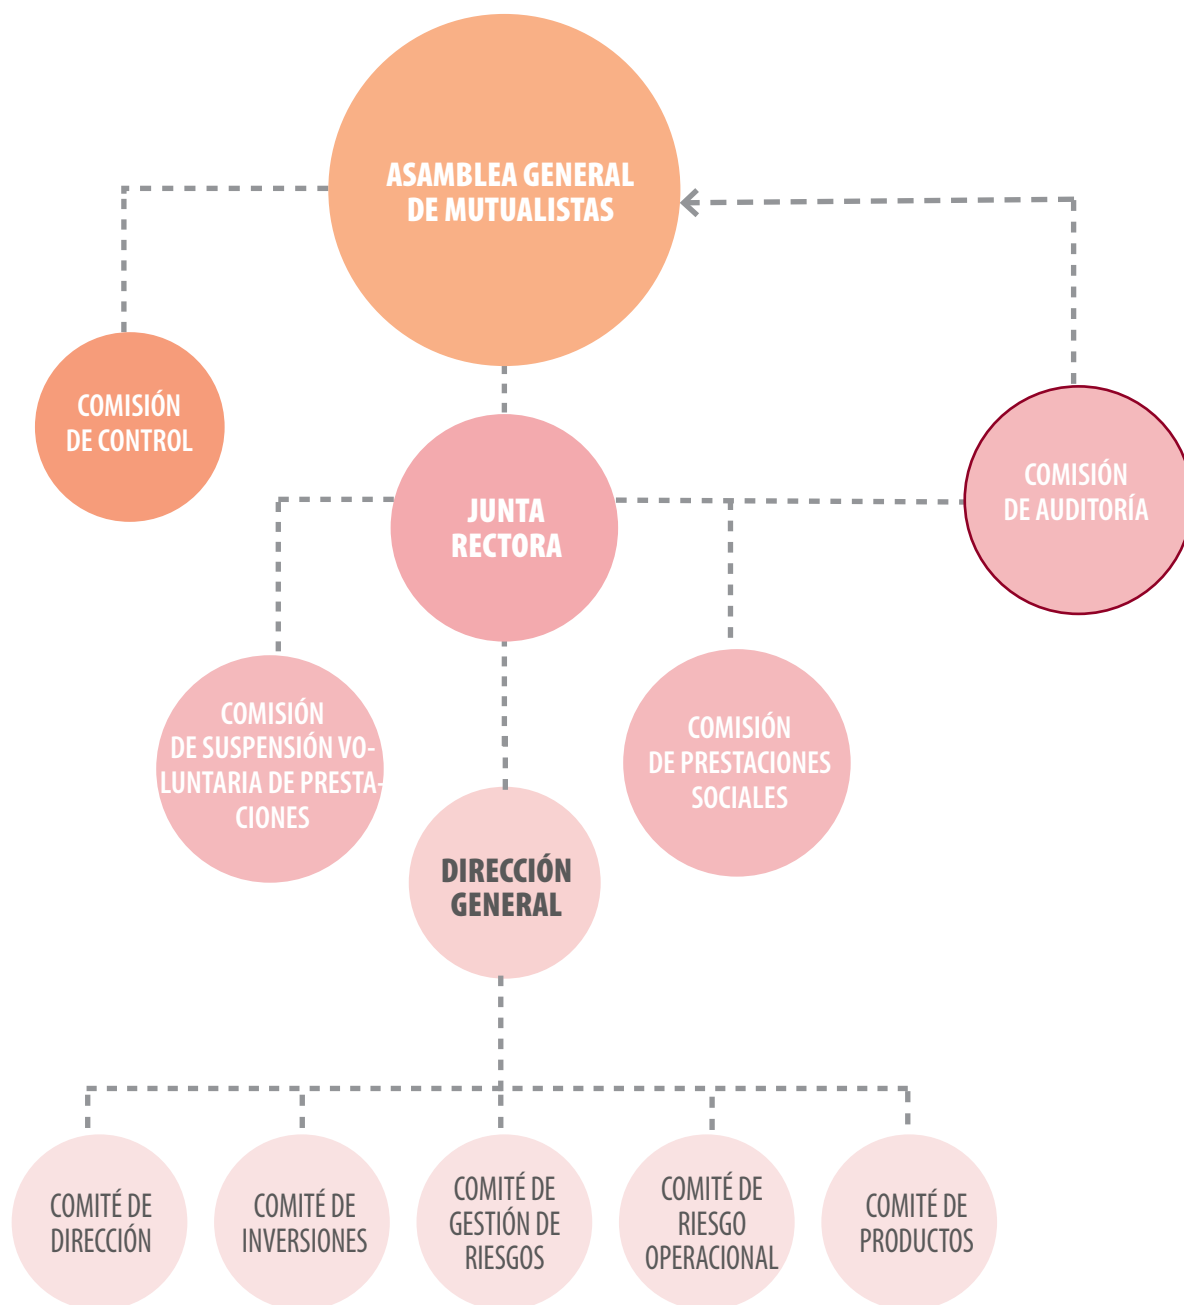 ASAMBLEA GENERAL
DE MUTUALISTAS
COMISIÓN
DE CONTROL
COMISIÓN
DE AUDITORÍA
JUNTA
RECTORA
COMISIÓN
DE SUSPENSIÓN VO-
LUNTARIA DE PRESTA-
CIONES
COMISIÓN
DE PRESTACIONES
SOCIALES
DIRECCIÓN
GENERAL
COMITÉ DE
DIRECCIÓN
COMITÉ DE
INVERSIONES
COMITÉ DE
GESTIÓN DE
RIESGOS
COMITÉ DE
RIESGO
OPERACIONAL
COMITÉ DE
PRODUCTOS